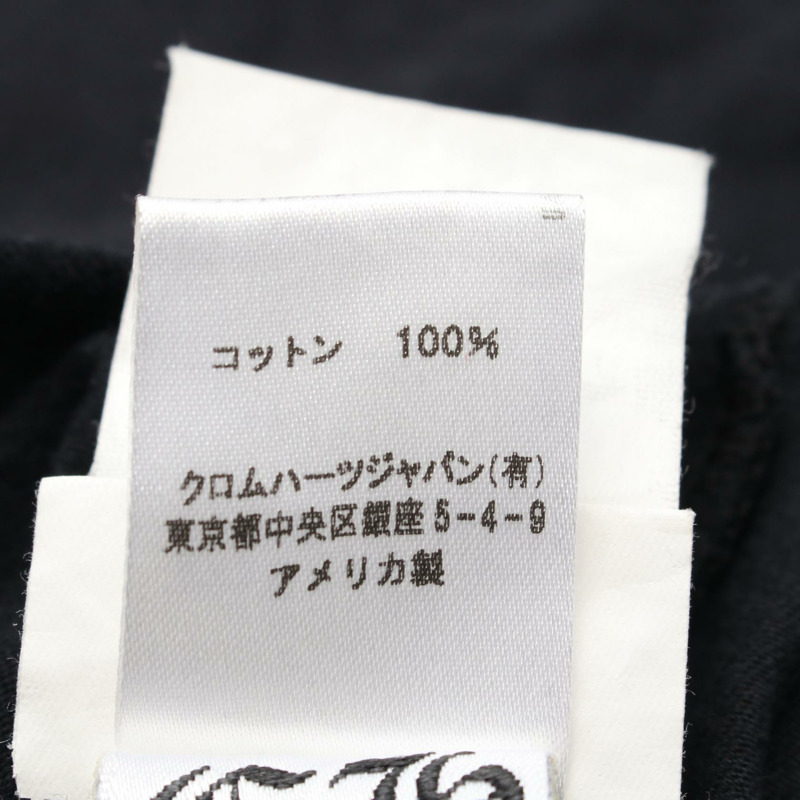 コットン 100%
クロムハーツジャパン(有)
東京都中央区銀座5-4-9
アメリカ製